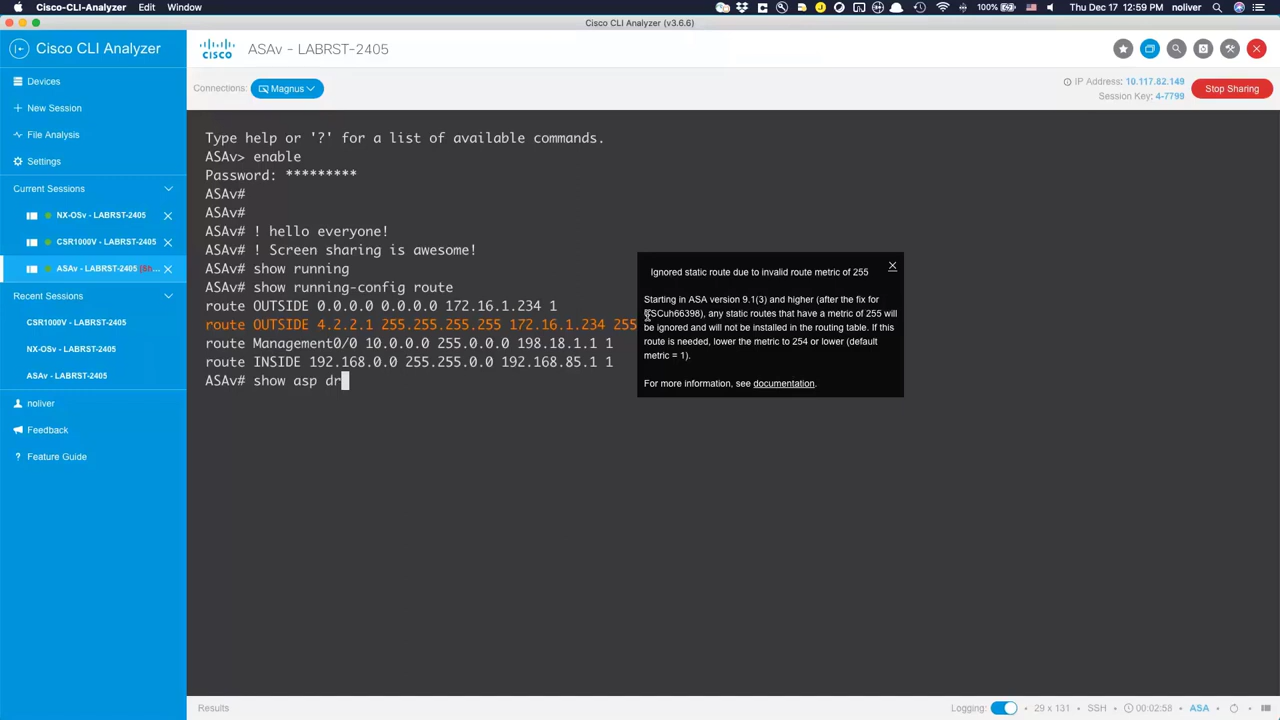 Cisco-CLI-Analyzer Edit Window
100% Thu Dec 17 12:59 PM noliver
Cisco CLI Analyzer (v3.6.6)
Cisco CLI Analyzer
CISCO
ASAv - LABRST-2405
Devices
Connections: Magnus
IP Address: 10.117.82.149
Session Key: 4-7799
Stop Sharing
New Session
File Analysis
Settings
Current Sessions
NX-OSv - LABRST-2405
CSR1000V - LABRST-2405
ASAv - LABRST-2405 [Sh...
Recent Sessions
CSR1000V - LABRST-2405
NX-OSv - LABRST-2405
ASAv - LABRST-2405
noliver
Feedback
Feature Guide
Type help or '?' for a list of available commands.
ASAv> enable
Password: *********
ASAv#
ASAv#
ASAv# ! hello everyone!
ASAv# ! Screen sharing is awesome!
ASAv# show running
ASAv# show running-config route
route OUTSIDE 0.0.0.0 0.0.0.0 172.16.1.234 1
route OUTSIDE 4.2.2.1 255.255.255.255 172.16.1.234 255
route Management0/0 10.0.0.0 255.0.0.0 198.18.1.1 1
route INSIDE 192.168.0.0 255.255.0.0 192.168.85.1 1
ASAv# show asp dr
Ignored static route due to invalid route metric of 255
Starting in ASA version 9.1(3) and higher (after the fix for
CSCuh66398), any static routes that have a metric of 255 will
be ignored and will not be installed in the routing table. If this
route is needed, lower the metric to 254 or lower (default
metric = 1).
For more information, see documentation.
Results
Logging: 29 x 131 SSH 00:02:58 ASA